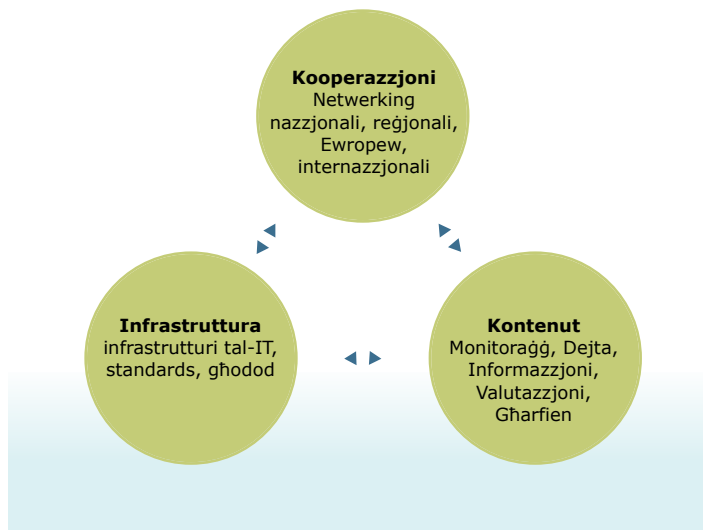 Kooperazzjoni
Netwerking
nazzjonali, reġjonali,
Ewropew,
internazzjonali
Infrastruttura
infrastrutturi tal-IT,
standards, għodod
Kontenut
Monitoraġġ, Dejta,
Informazzjoni,
Valutazzjoni,
Għarfien